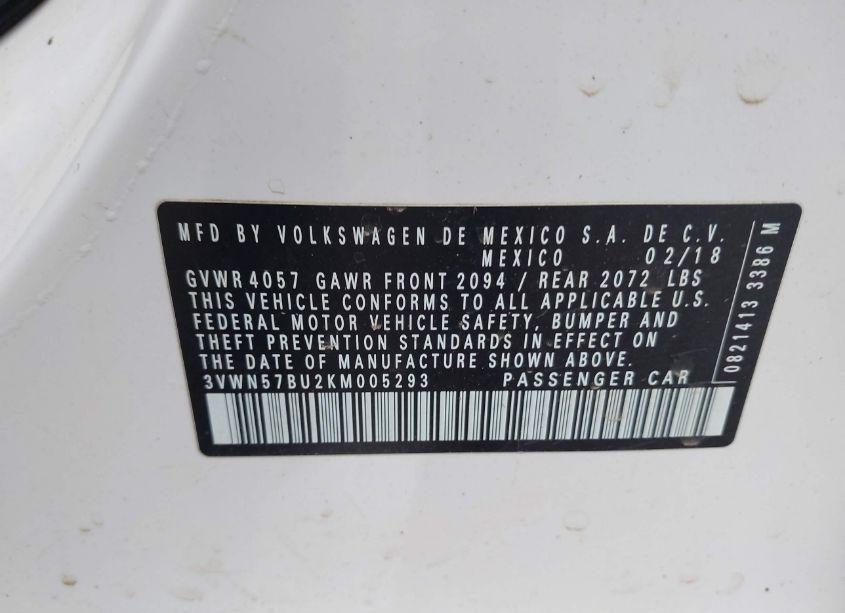 MFD BY VOLKSWAGEN DE MEXICO S.A. DE C.V.
MEXICO 02/18
GVWR 4057 GAWR FRONT 2094 / REAR 2072 LBS
THIS VEHICLE CONFORMS TO ALL APPLICABLE U.S.
FEDERAL MOTOR VEHICLE SAFETY, BUMPER AND
THEFT PREVENTION STANDARDS IN EFFECT ON
THE DATE OF MANUFACTURE SHOWN ABOVE.
3VWN57BU2KM005293 PASSENGER CAR
0821413 3386 M